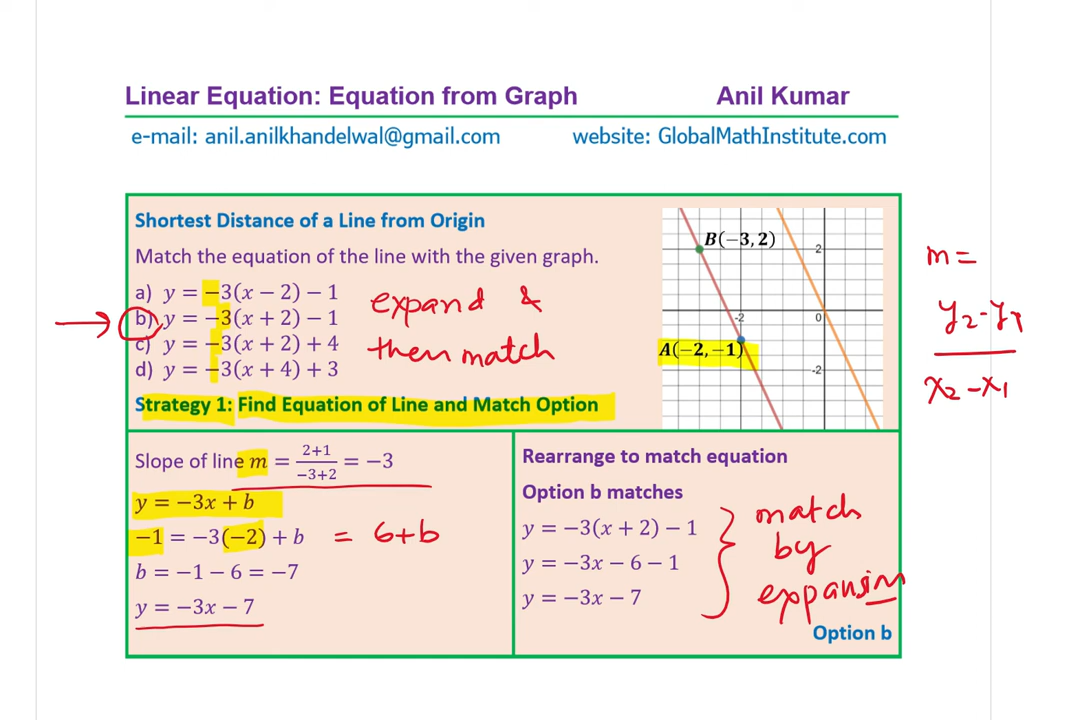 Linear Equation: Equation from Graph Anil Kumar
e-mail: anil.anilkhandelwal@gmail.com website: GlobalMathInstitute.com
Shortest Distance of a Line from Origin
Match the equation of the line with the given graph.
a) y = −3(x − 2) − 1
b) y = −3(x + 2) − 1
c) y = −3(x + 2) + 4
d) y = −3(x + 4) + 3
expand &
then match
Strategy 1: Find Equation of Line and Match Option
B(−3, 2)
2
-2 0
A(−2, −1)
-2
m =
y₂-y₁
x₂-x₁
Slope of line m = (2+1)/(−3+2) = −3
y = −3x + b
−1 = −3(−2) + b = 6+b
b = −1 − 6 = −7
y = −3x − 7
Rearrange to match equation
Option b matches
y = −3(x + 2) − 1
y = −3x − 6 − 1
y = −3x − 7
match
by
expansion
Option b